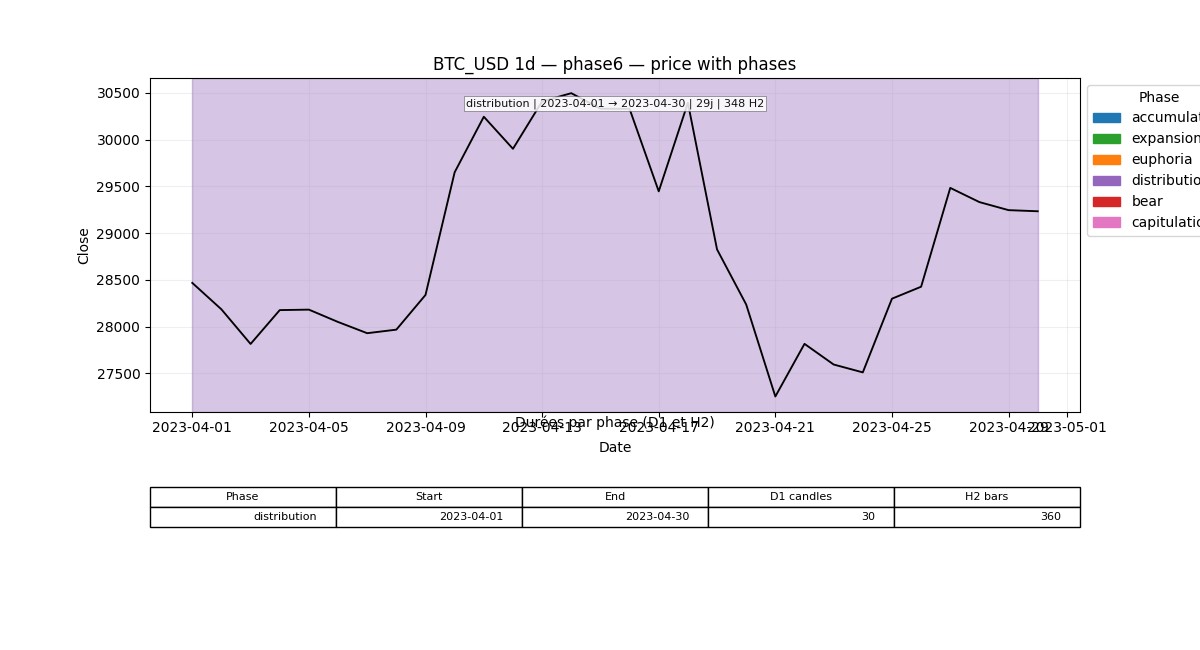 BTC_USD 1d — phase6 — price with phases
distribution | 2023-04-01 → 2023-04-30 | 29j | 348 H2
30500
30000
29500
29000
28500
28000
27500
Close
Phase
accumulat
expansion
euphoria
distributio
bear
capitulatio
2023-04-01 2023-04-05 2023-04-09 2023-04-13 2023-04-17 2023-04-21 2023-04-25 2023-04-29 2023-05-01
Durées par phase (D1 et H2)
Date
Phase Start End D1 candles H2 bars
distribution 2023-04-01 2023-04-30 30 360